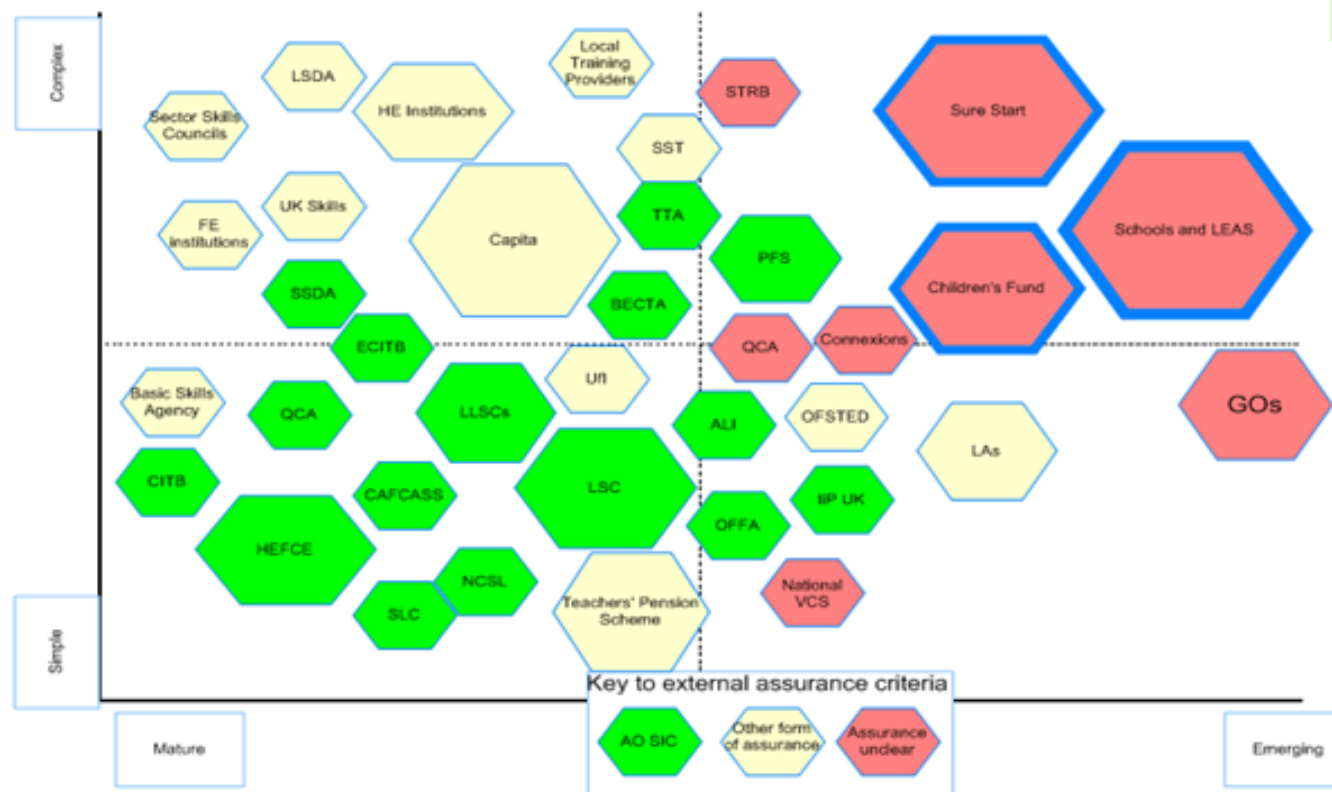 Complex
LSDA
HE Institutions
Local
Training
Providers
STRB
Sure Start
Sector Skills
Councils
SST
UK Skills
TTA
FE
institutions
Capita
PFS
Schools and LEAS
SSDA
BECTA
Children's Fund
ECITB
QCA
Connexions
Basic Skills
Agency
QCA
LLSCs
UfI
ALI
OFSTED
LAs
GOs
CITB
CAFCASS
LSC
OFFA
IiP UK
HEFCE
NCSL
SLC
Teachers' Pension
Scheme
National
VCS
Simple
Key to external assurance criteria
AO SIC
Other form
of assurance
Assurance
unclear
Mature
Emerging